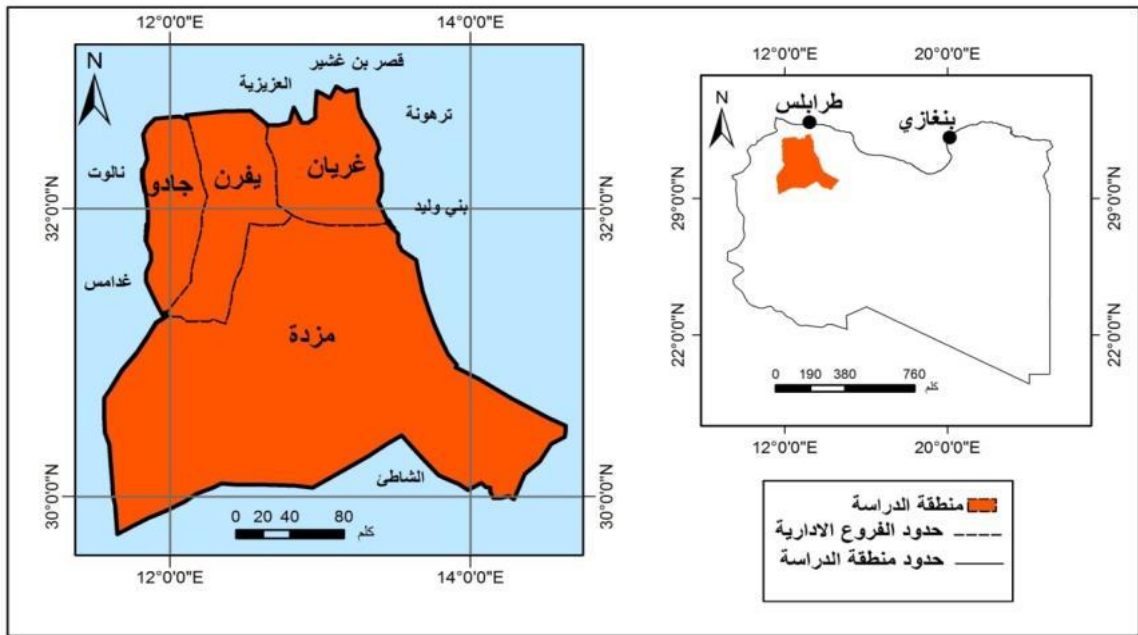 12°0'0"E
14°0'0"E
N
قصر بن غشير
العزيزية
ترهونة
غريان
يفرن
جادو
نالوت
32°0'0"N
بني وليد
32°0'0"N
غدامس
مزدة
الشاطئ
30°0'0"N
30°0'0"N
0 20 40 80
كلم
12°0'0"E
14°0'0"E
12°0'0"E
20°0'0"E
N
طرابلس
بنغازي
29°0'0"N
29°0'0"N
22°0'0"N
22°0'0"N
0 190 380 760
كلم
12°0'0"E
20°0'0"E
منطقة الدراسة
حدود الفروع الادارية
حدود منطقة الدراسة